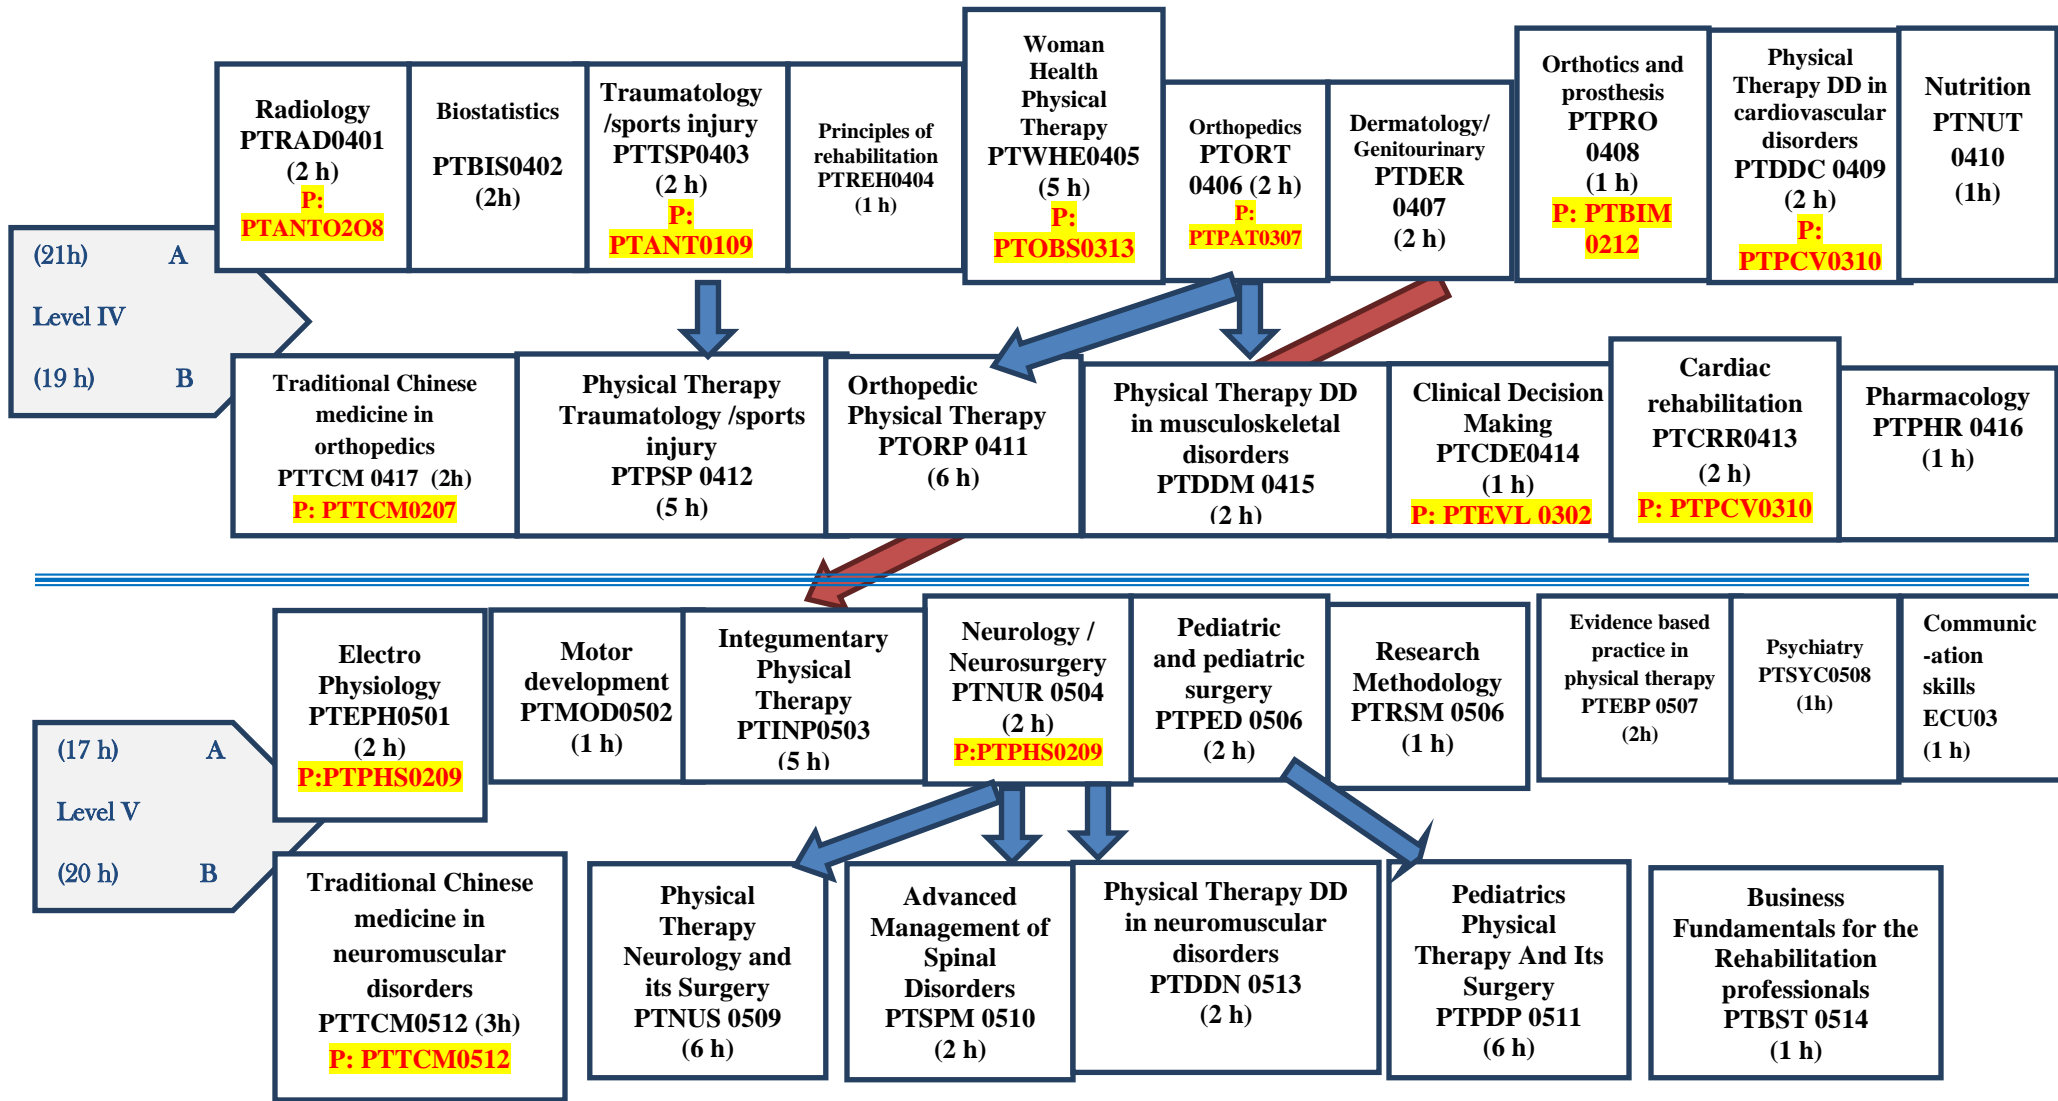 Radiology
PTRAD0401
(2 h)
P:
PTANTO2O8
Biostatistics
PTBIS0402
(2h)
Traumatology
/sports injury
PTTSP0403
(2 h)
P:
PTANT0109
Principles of
rehabilitation
PTREH0404
(1 h)
Woman
Health
Physical
Therapy
PTWHE0405
(5 h)
P:
PTOBS0313
Orthopedics
PTORT
0406 (2 h)
P:
PTPAT0307
Dermatology/
Genitourinary
PTDER
0407
(2 h)
Orthotics and
prosthesis
PTPRO
0408
(1 h)
P: PTBIM
0212
Physical
Therapy DD in
cardiovascular
disorders
PTDDC 0409
(2 h)
P:
PTPCV0310
Nutrition
PTNUT
0410
(1h)
(21h) A
Level IV
(19 h) B
Traditional Chinese
medicine in
orthopedics
PTTCM 0417 (2h)
P: PTTCM0207
Physical Therapy
Traumatology /sports
injury
PTPSP 0412
(5 h)
Orthopedic
Physical Therapy
PTORP 0411
(6 h)
Physical Therapy DD
in musculoskeletal
disorders
PTDDM 0415
(2 h)
Clinical Decision
Making
PTCDE0414
(1 h)
P: PTEVL 0302
Cardiac
rehabilitation
PTCRR0413
(2 h)
P: PTPCV0310
Pharmacology
PTPHR 0416
(1 h)
Electro
Physiology
PTEPH0501
(2 h)
P:PTPHS0209
Motor
development
PTMOD0502
(1 h)
Integumentary
Physical
Therapy
PTINP0503
(5 h)
Neurology /
Neurosurgery
PTNUR 0504
(2 h)
P:PTPHS0209
Pediatric
and pediatric
surgery
PTPED 0506
(2 h)
Research
Methodology
PTRSM 0506
(1 h)
Evidence based
practice in
physical therapy
PTEBP 0507
(2h)
Psychiatry
PTSYC0508
(1h)
Communic
-ation
skills
ECU03
(1 h)
(17 h) A
Level V
(20 h) B
Traditional Chinese
medicine in
neuromuscular
disorders
PTTCM0512 (3h)
P: PTTCM0512
Physical
Therapy
Neurology and
its Surgery
PTNUS 0509
(6 h)
Advanced
Management of
Spinal
Disorders
PTSPM 0510
(2 h)
Physical Therapy DD
in neuromuscular
disorders
PTDDN 0513
(2 h)
Pediatrics
Physical
Therapy And Its
Surgery
PTPDP 0511
(6 h)
Business
Fundamentals for the
Rehabilitation
professionals
PTBST 0514
(1 h)